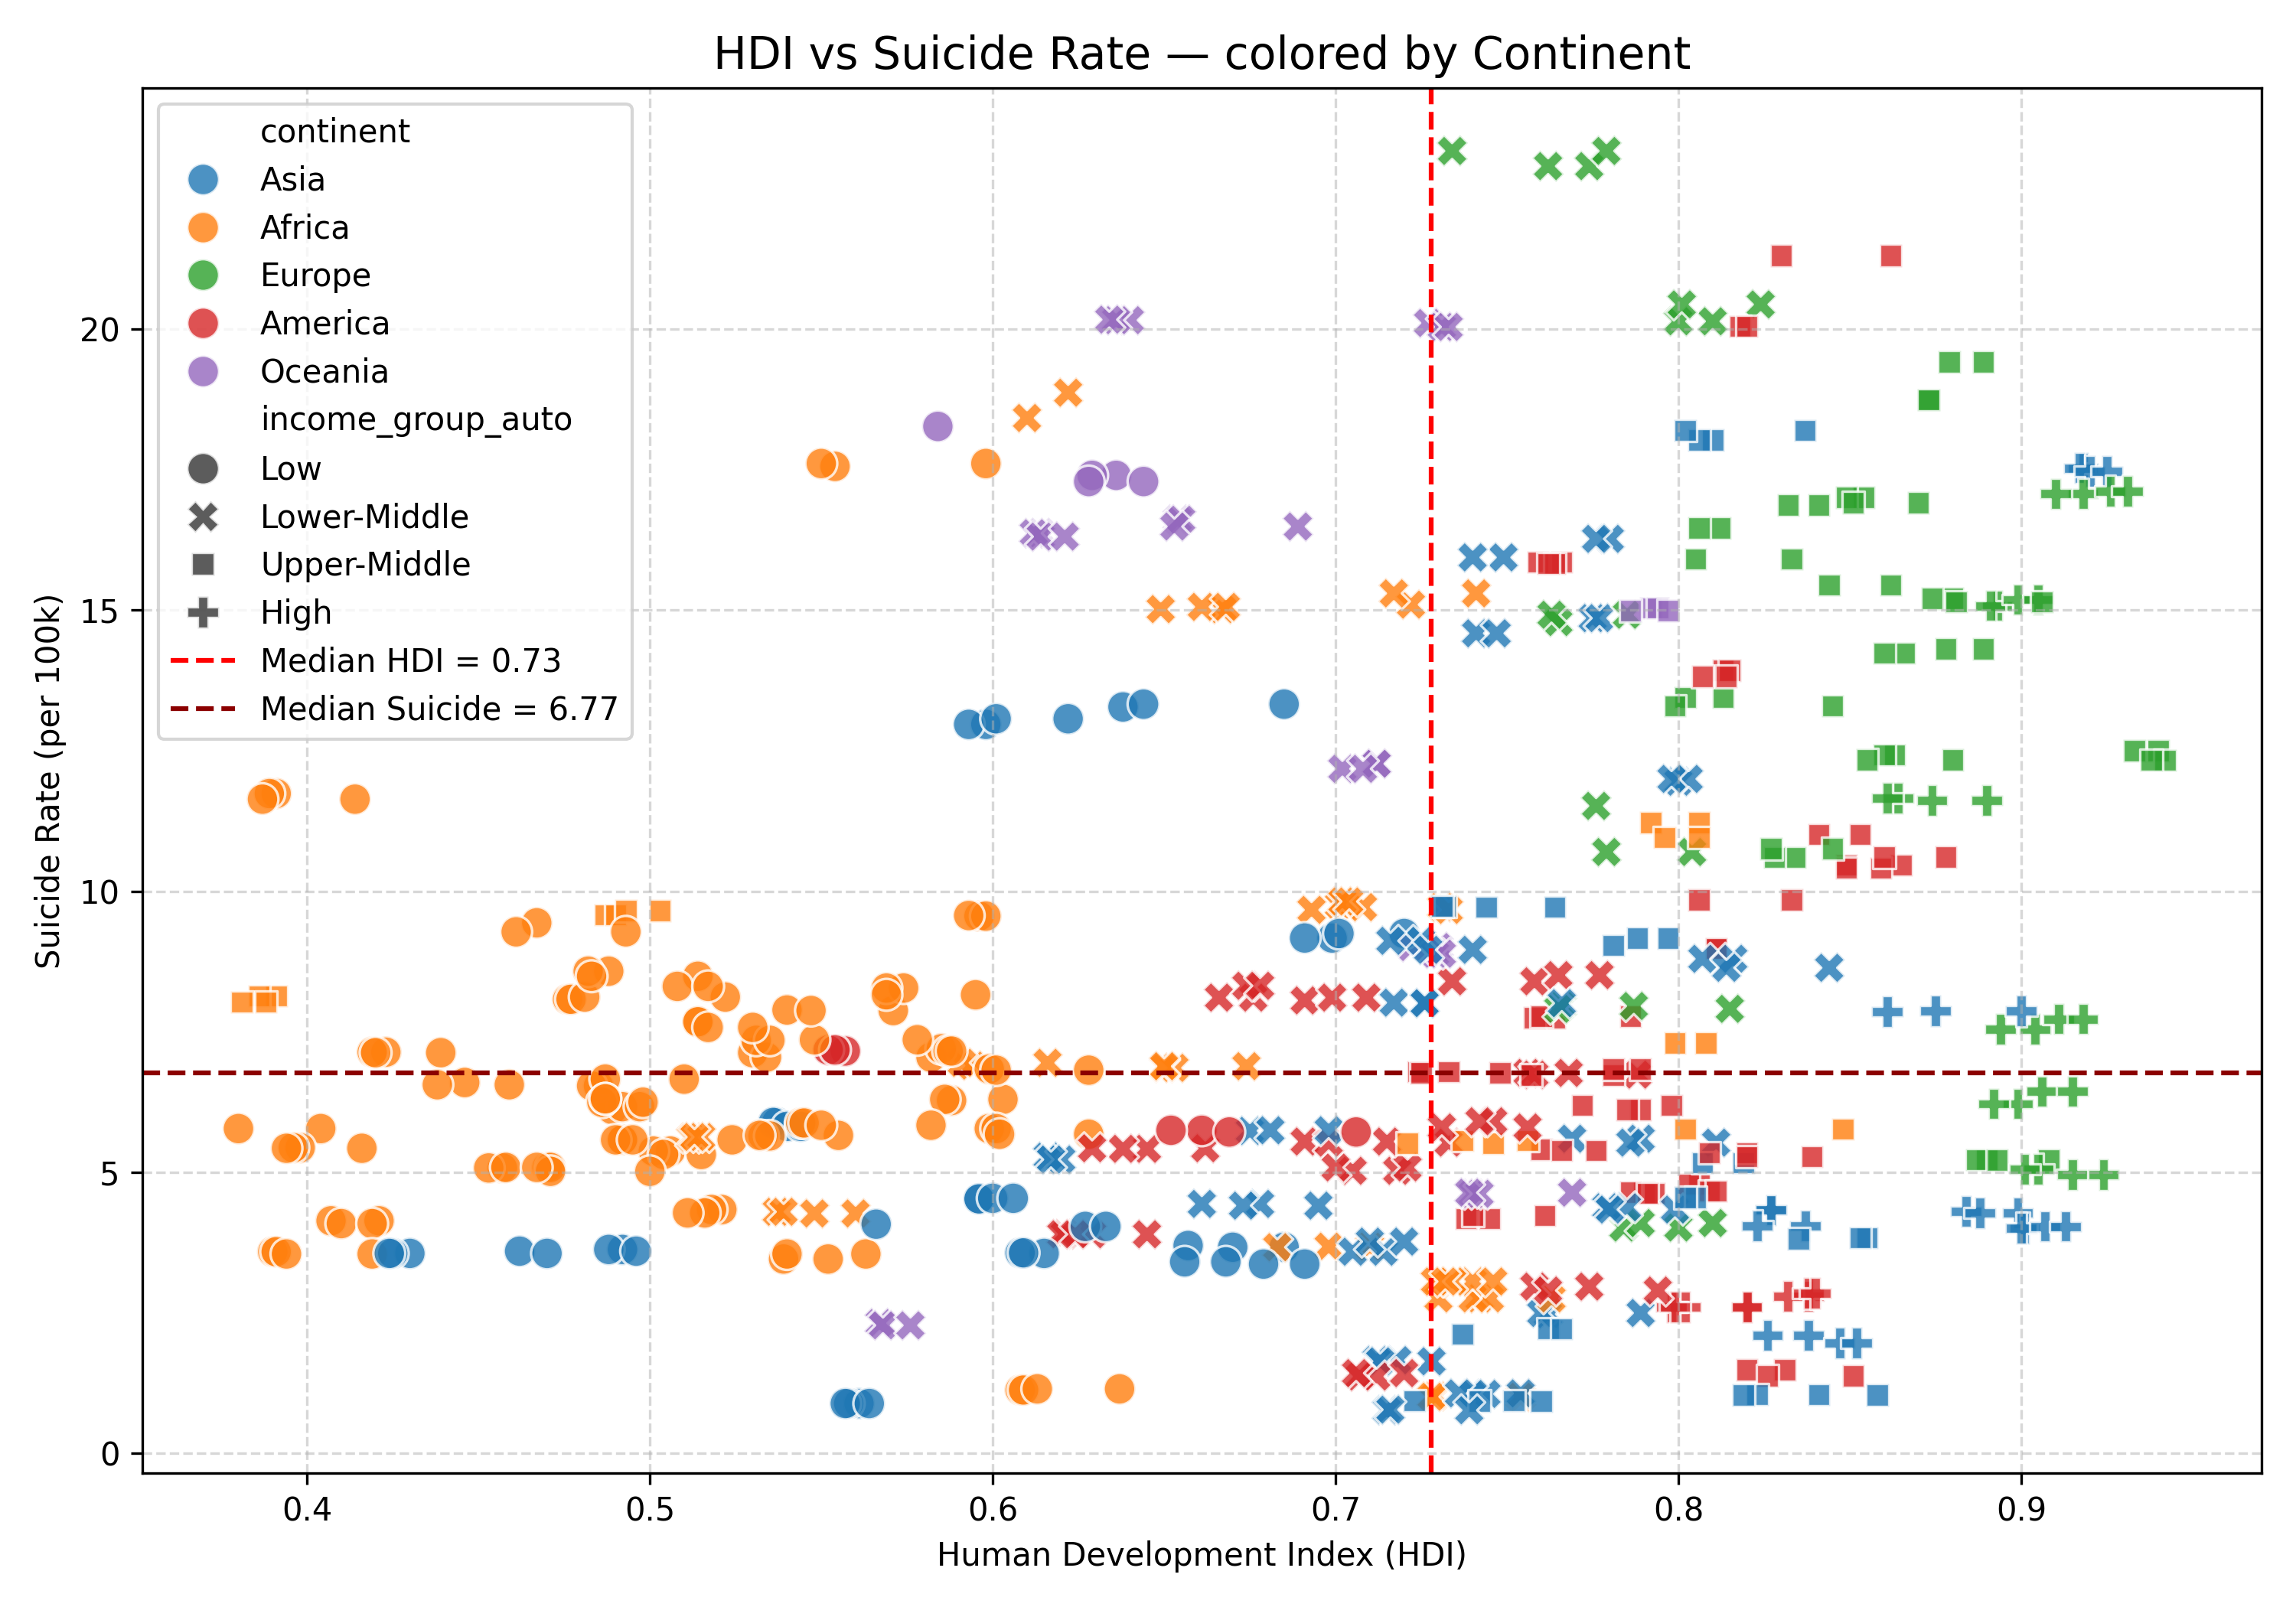 HDI vs Suicide Rate — colored by Continent
continent
Asia
Africa
Europe
America
Oceania
income_group_auto
Low
Lower-Middle
Upper-Middle
High
Median HDI = 0.73
Median Suicide = 6.77
Suicide Rate (per 100k)
20
15
10
5
0
0.4 0.5 0.6 0.7 0.8 0.9
Human Development Index (HDI)